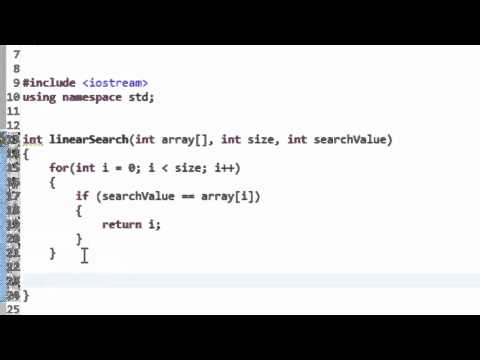 7
8
9 #include <iostream>
10 using namespace std;
11
12
13 int linearSearch(int array[], int size, int searchValue)
14 {
15     for(int i = 0; i < size; i++)
16     {
17         if (searchValue == array[i])
18         {
19             return i;
20         }
21     }
22
23
24 }
25